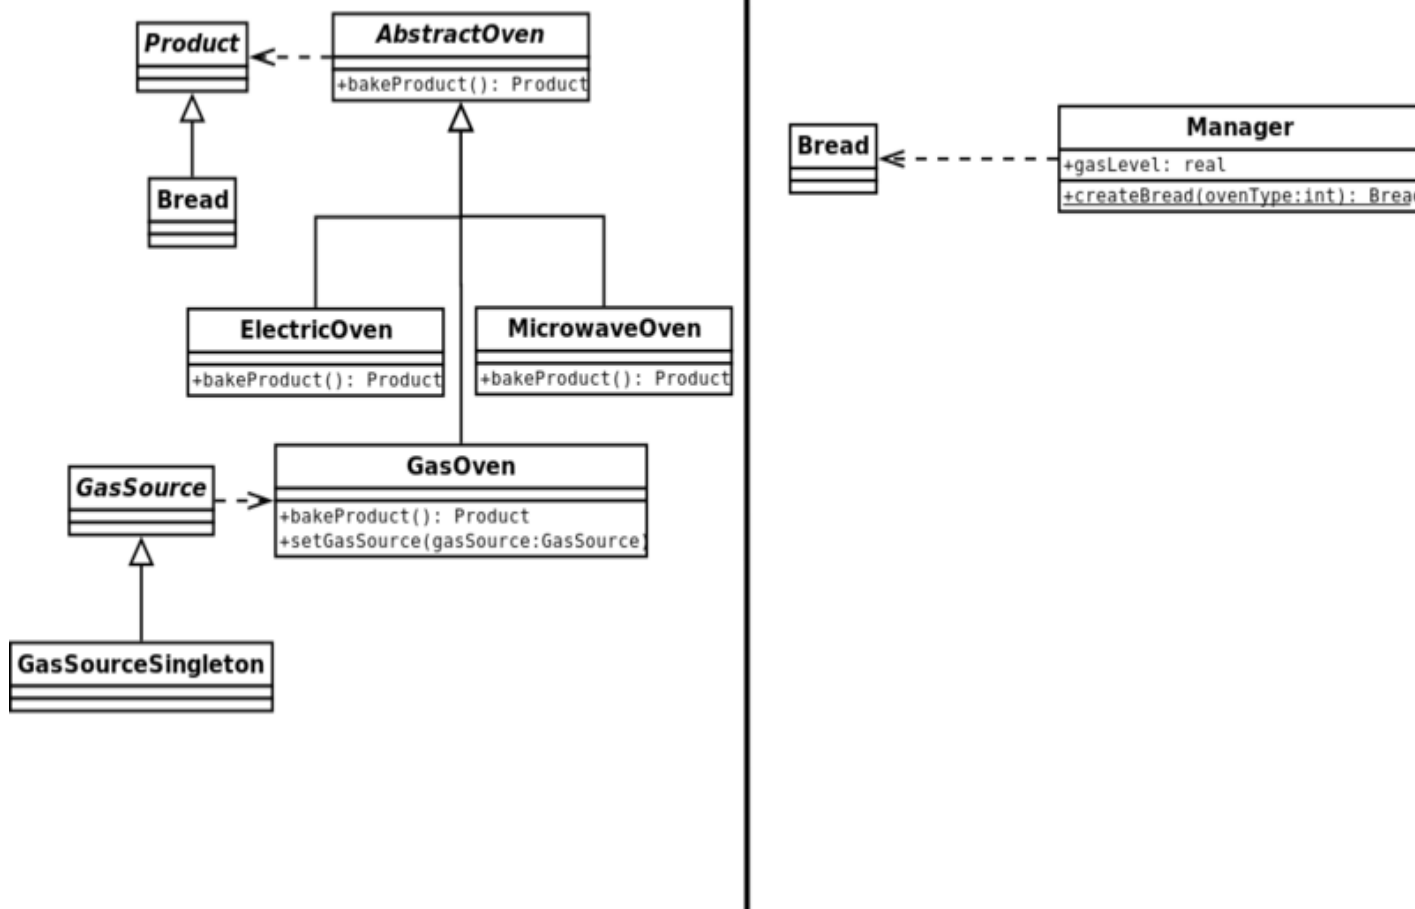 Product
AbstractOven
+bakeProduct(): Product
Bread
ElectricOven
+bakeProduct(): Product
MicrowaveOven
+bakeProduct(): Product
GasSource
GasOven
+bakeProduct(): Product
+setGasSource(gasSource:GasSource)
GasSourceSingleton
Bread
Manager
+gasLevel: real
+createBread(ovenType:int): Bread